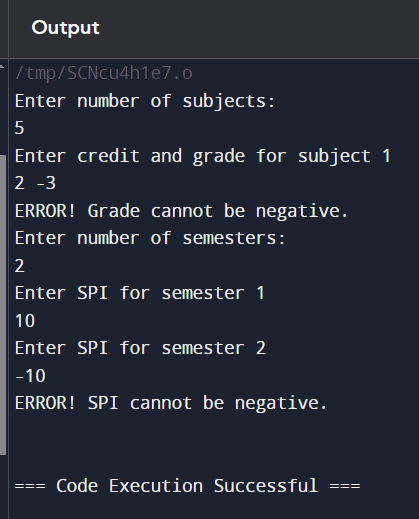 Output
/tmp/SCNcu4h1e7.o
Enter number of subjects:
5
Enter credit and grade for subject 1
2 -3
ERROR! Grade cannot be negative.
Enter number of semesters:
2
Enter SPI for semester 1
10
Enter SPI for semester 2
-10
ERROR! SPI cannot be negative.
=== Code Execution Successful ===